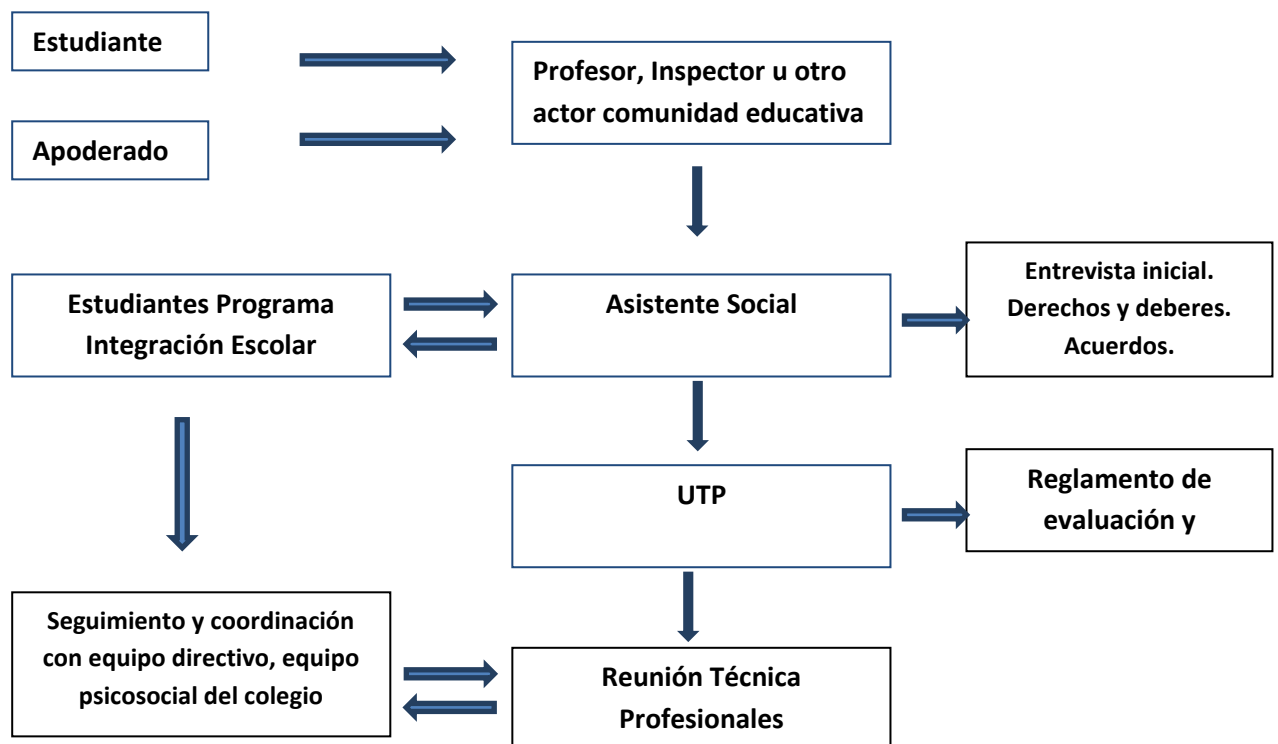 Estudiante
Profesor, Inspector u otro
actor comunidad educativa
Apoderado
Estudiantes Programa
Integración Escolar
Asistente Social
Entrevista inicial.
Derechos y deberes.
Acuerdos.
UTP
Reglamento de
evaluación y
Seguimiento y coordinación
con equipo directivo, equipo
psicosocial del colegio
Reunión Técnica
Profesionales